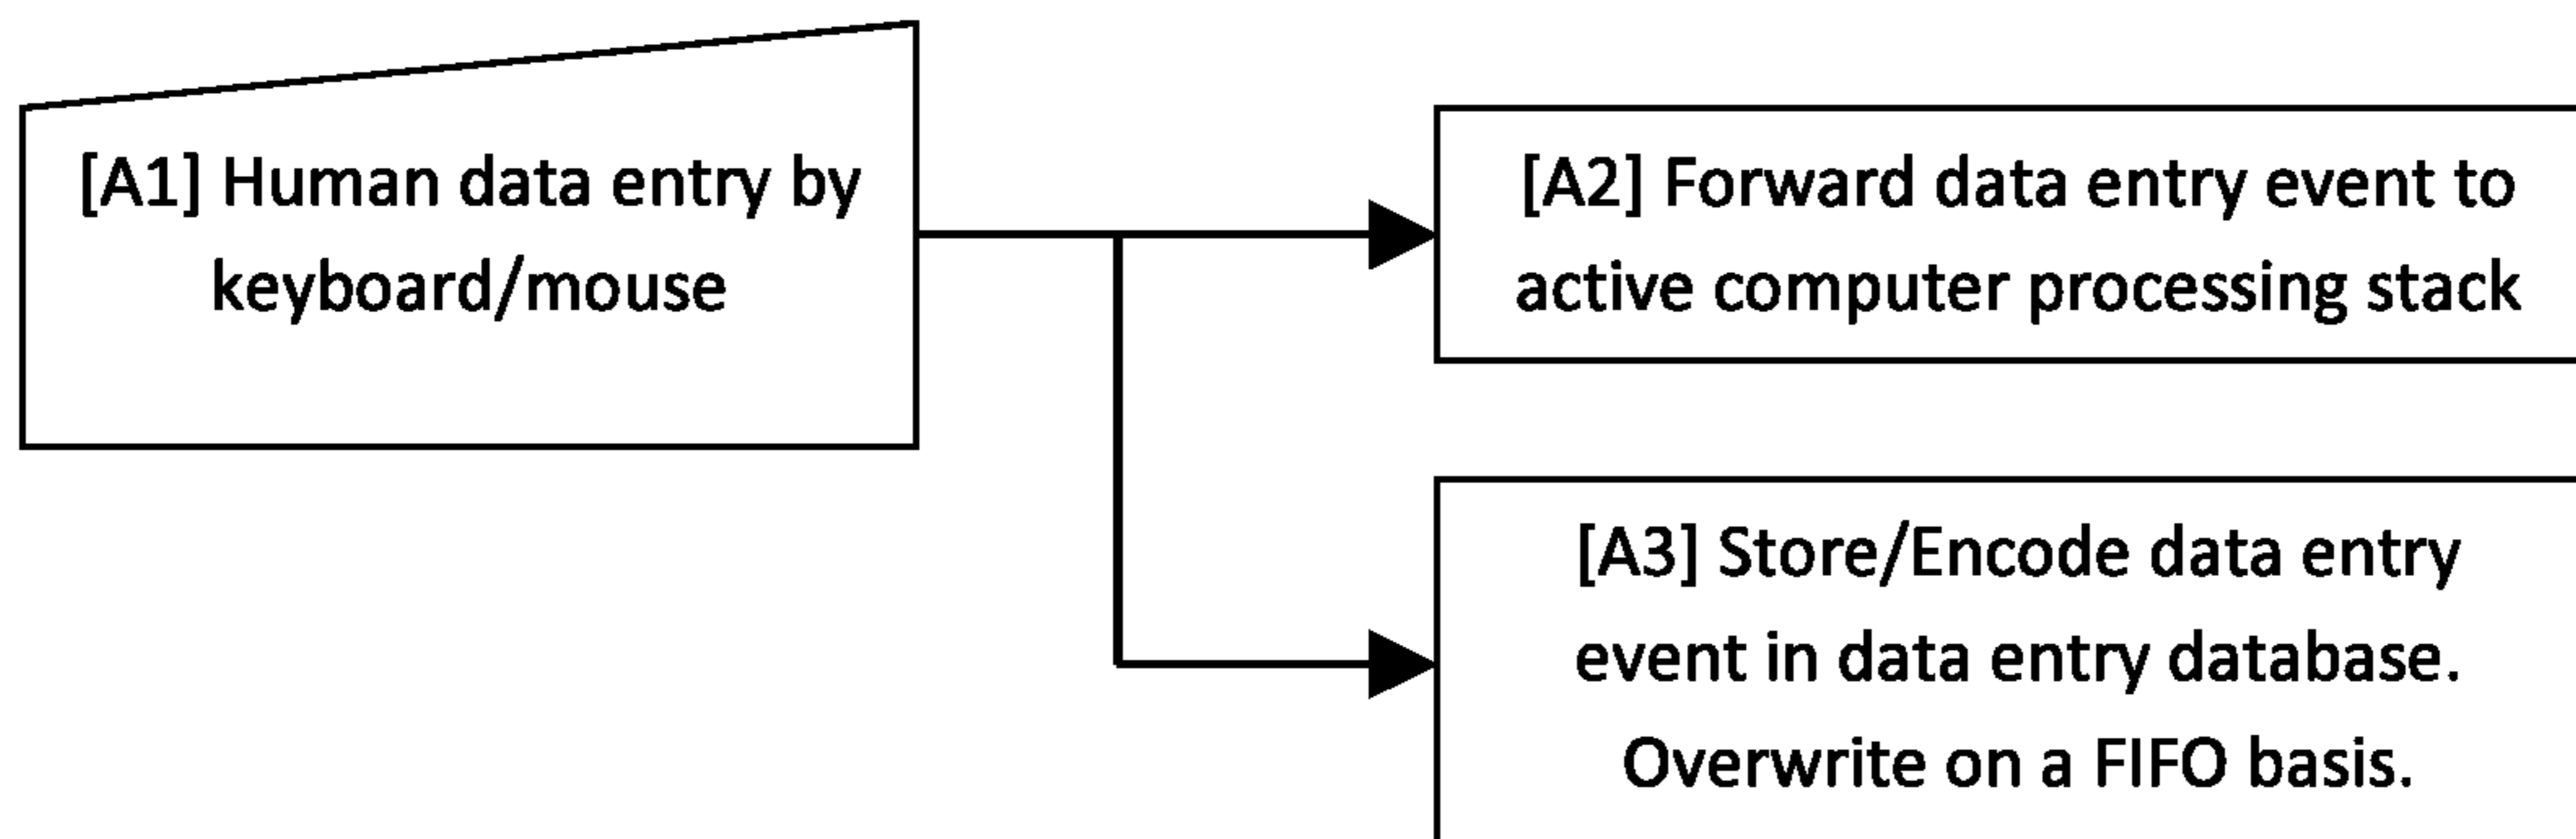 [A1] Human data entry by
keyboard/mouse
[A2] Forward data entry event to
active computer processing stack
[A3] Store/Encode data entry
event in data entry database.
Overwrite on a FIFO basis.